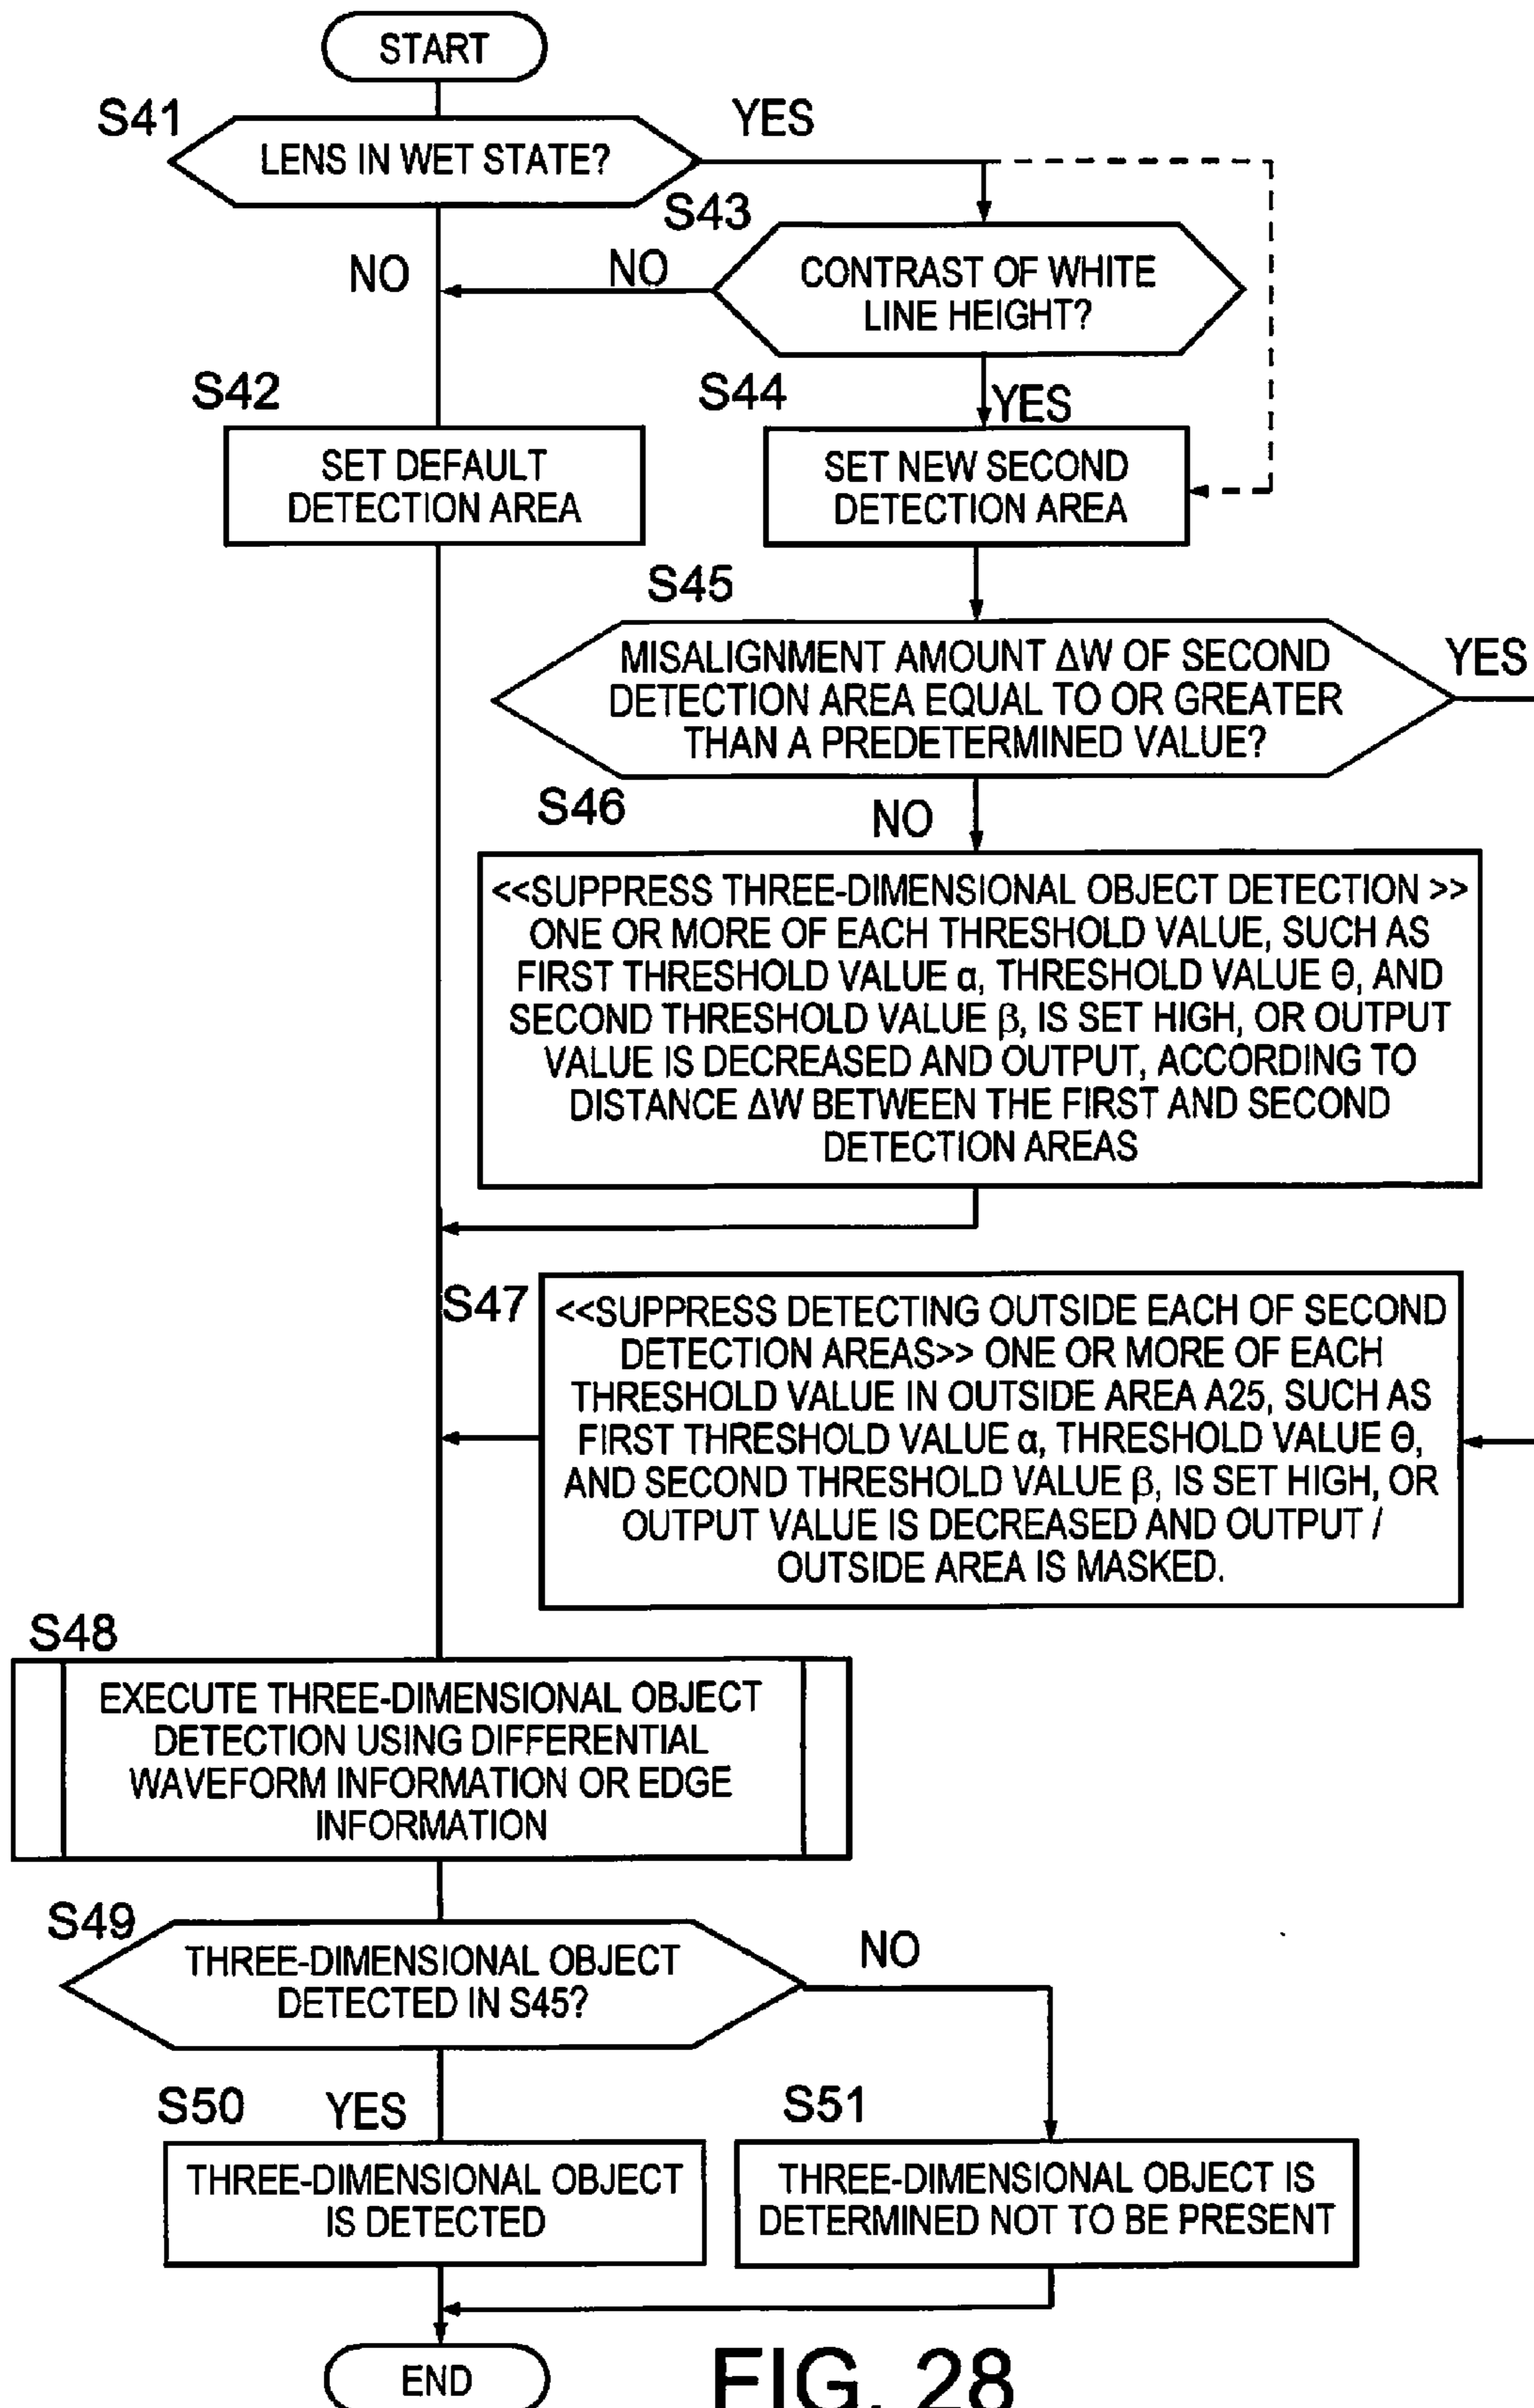 START
S41
LENS IN WET STATE?
YES
S43
NO
NO
CONTRAST OF WHITE
LINE HEIGHT?
S42
SET DEFAULT
DETECTION AREA
S44
YES
SET NEW SECOND
DETECTION AREA
S45
MISALIGNMENT AMOUNT ΔW OF SECOND
DETECTION AREA EQUAL TO OR GREATER
THAN A PREDETERMINED VALUE?
YES
S46
NO
<<SUPPRESS THREE-DIMENSIONAL OBJECT DETECTION >>
ONE OR MORE OF EACH THRESHOLD VALUE, SUCH AS
FIRST THRESHOLD VALUE α, THRESHOLD VALUE Θ, AND
SECOND THRESHOLD VALUE β, IS SET HIGH, OR OUTPUT
VALUE IS DECREASED AND OUTPUT, ACCORDING TO
DISTANCE ΔW BETWEEN THE FIRST AND SECOND
DETECTION AREAS
S47
<<SUPPRESS DETECTING OUTSIDE EACH OF SECOND
DETECTION AREAS>> ONE OR MORE OF EACH
THRESHOLD VALUE IN OUTSIDE AREA A25, SUCH AS
FIRST THRESHOLD VALUE α, THRESHOLD VALUE Θ,
AND SECOND THRESHOLD VALUE β, IS SET HIGH, OR
OUTPUT VALUE IS DECREASED AND OUTPUT /
OUTSIDE AREA IS MASKED.
S48
EXECUTE THREE-DIMENSIONAL OBJECT
DETECTION USING DIFFERENTIAL
WAVEFORM INFORMATION OR EDGE
INFORMATION
S49
THREE-DIMENSIONAL OBJECT
DETECTED IN S45?
NO
S50
YES
THREE-DIMENSIONAL OBJECT
IS DETECTED
S51
THREE-DIMENSIONAL OBJECT IS
DETERMINED NOT TO BE PRESENT
END
FIG. 28